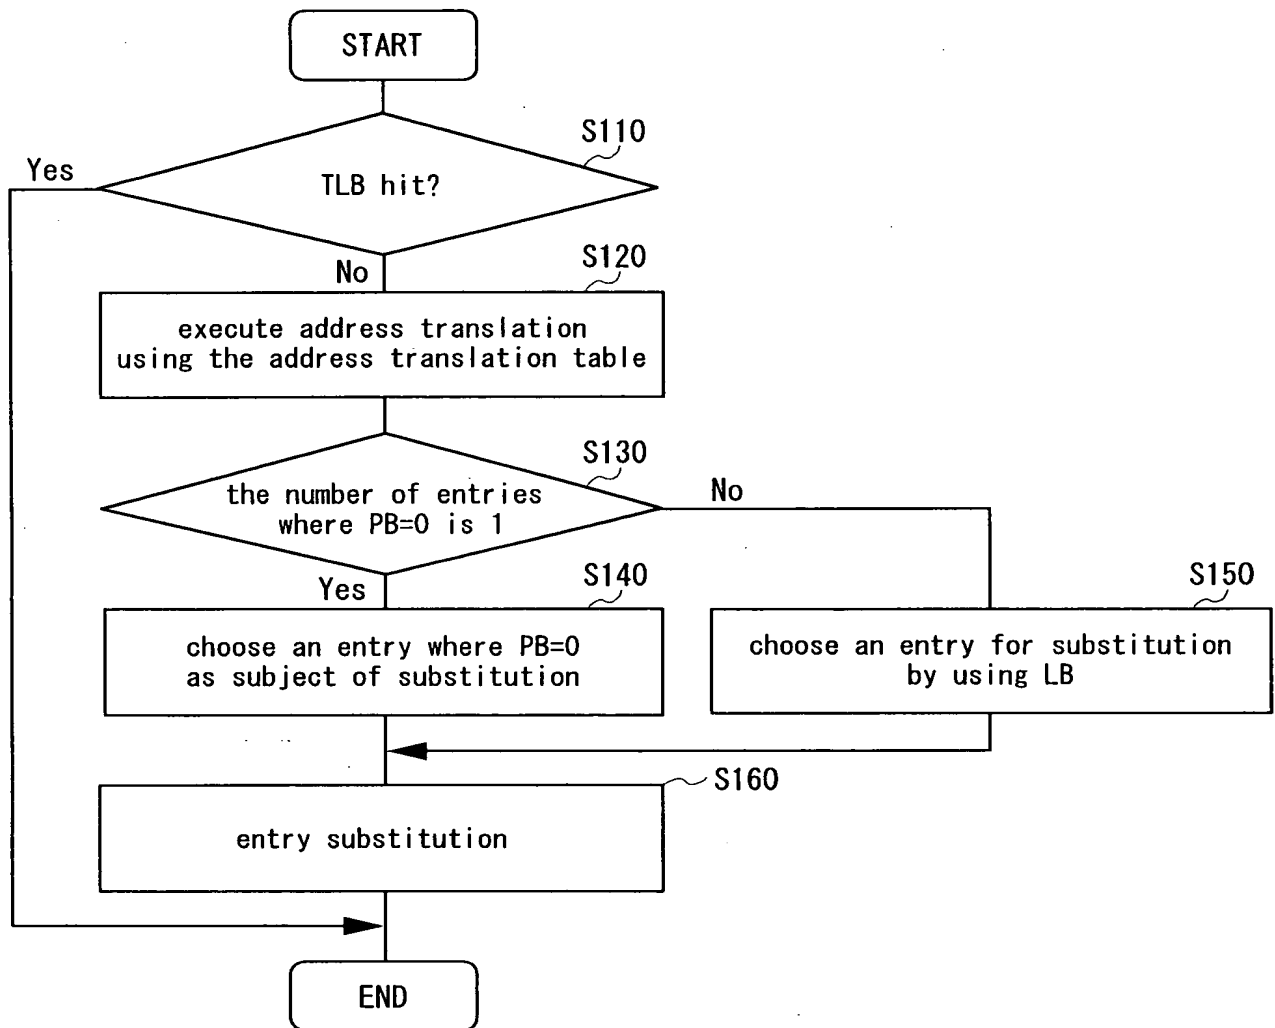 START
S110
Yes
TLB hit?
No
S120
execute address translation
using the address translation table
S130
the number of entries
where PB=0 is 1
No
Yes
S140
choose an entry where PB=0
as subject of substitution
S150
choose an entry for substitution
by using LB
S160
entry substitution
END